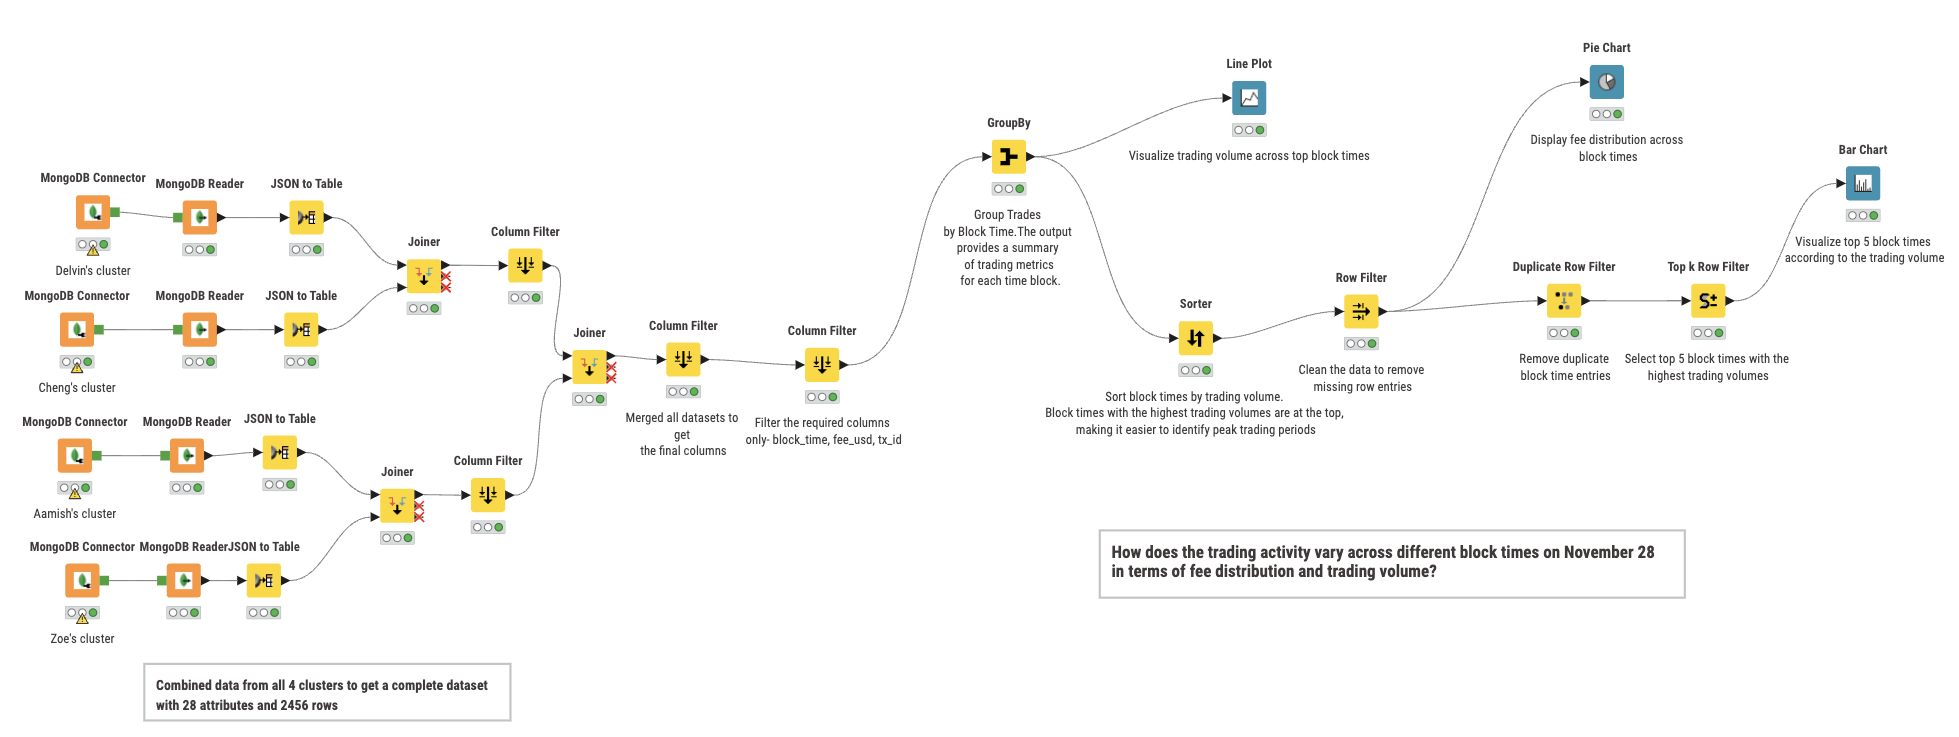 MongoDB Connector
MongoDB Reader
JSON to Table
Delvin's cluster
MongoDB Connector
MongoDB Reader
JSON to Table
Cheng's cluster
Joiner
Column Filter
MongoDB Connector
MongoDB Reader
JSON to Table
Aamish's cluster
MongoDB Connector
MongoDB Reader
JSON to Table
Zoe's cluster
Joiner
Column Filter
Joiner
Column Filter
Merged all datasets to
get
the final columns
Column Filter
Filter the required columns
only- block_time, fee_usd, tx_id
GroupBy
Group Trades
by Block Time.The output
provides a summary
of trading metrics
for each time block.
Line Plot
Visualize trading volume across top block times
Sorter
Sort block times by trading volume.
Block times with the highest trading volumes are at the top,
making it easier to identify peak trading periods
Row Filter
Clean the data to remove
missing row entries
Pie Chart
Display fee distribution across
block times
Duplicate Row Filter
Remove duplicate
block time entries
Top k Row Filter
Select top 5 block times with the
highest trading volumes
Bar Chart
Visualize top 5 block times
according to the trading volume
How does the trading activity vary across different block times on November 28
in terms of fee distribution and trading volume?
Combined data from all 4 clusters to get a complete dataset
with 28 attributes and 2456 rows